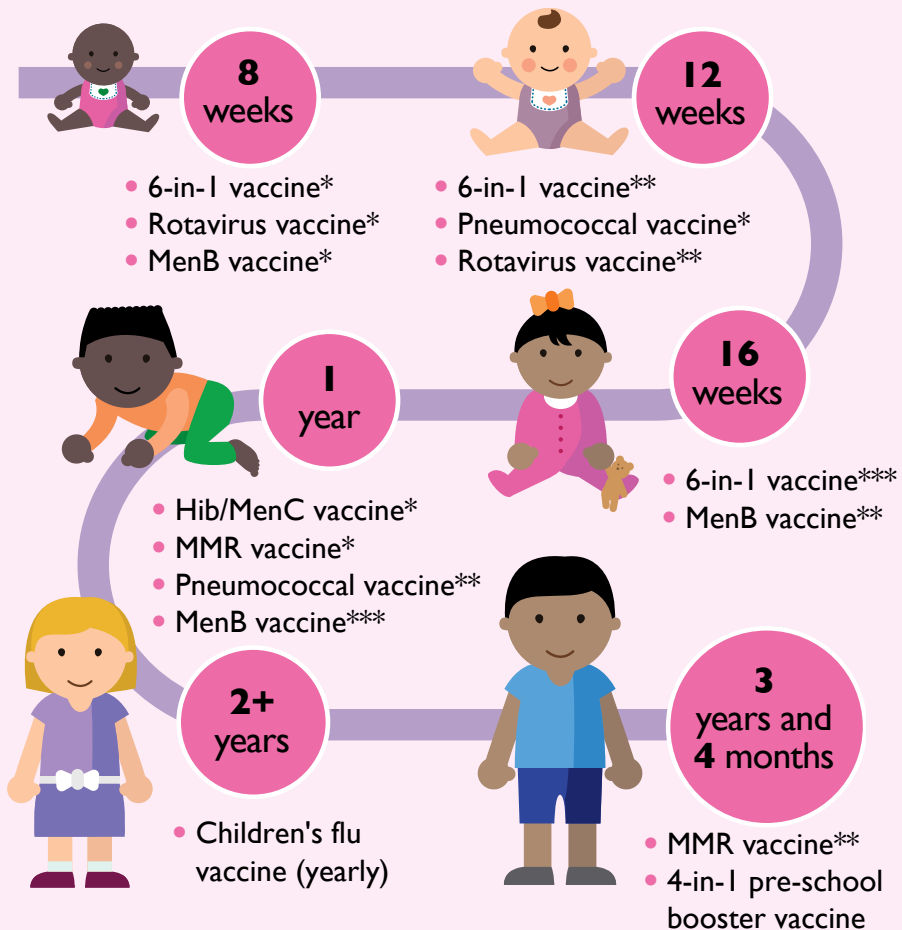 8
weeks
• 6-in-1 vaccine*
• Rotavirus vaccine*
• MenB vaccine*
12
weeks
• 6-in-1 vaccine**
• Pneumococcal vaccine*
• Rotavirus vaccine**
16
weeks
• 6-in-1 vaccine***
• MenB vaccine**
1
year
• Hib/MenC vaccine*
• MMR vaccine*
• Pneumococcal vaccine**
• MenB vaccine***
2+
years
• Children's flu
vaccine (yearly)
3
years and
4 months
• MMR vaccine**
• 4-in-1 pre-school
booster vaccine